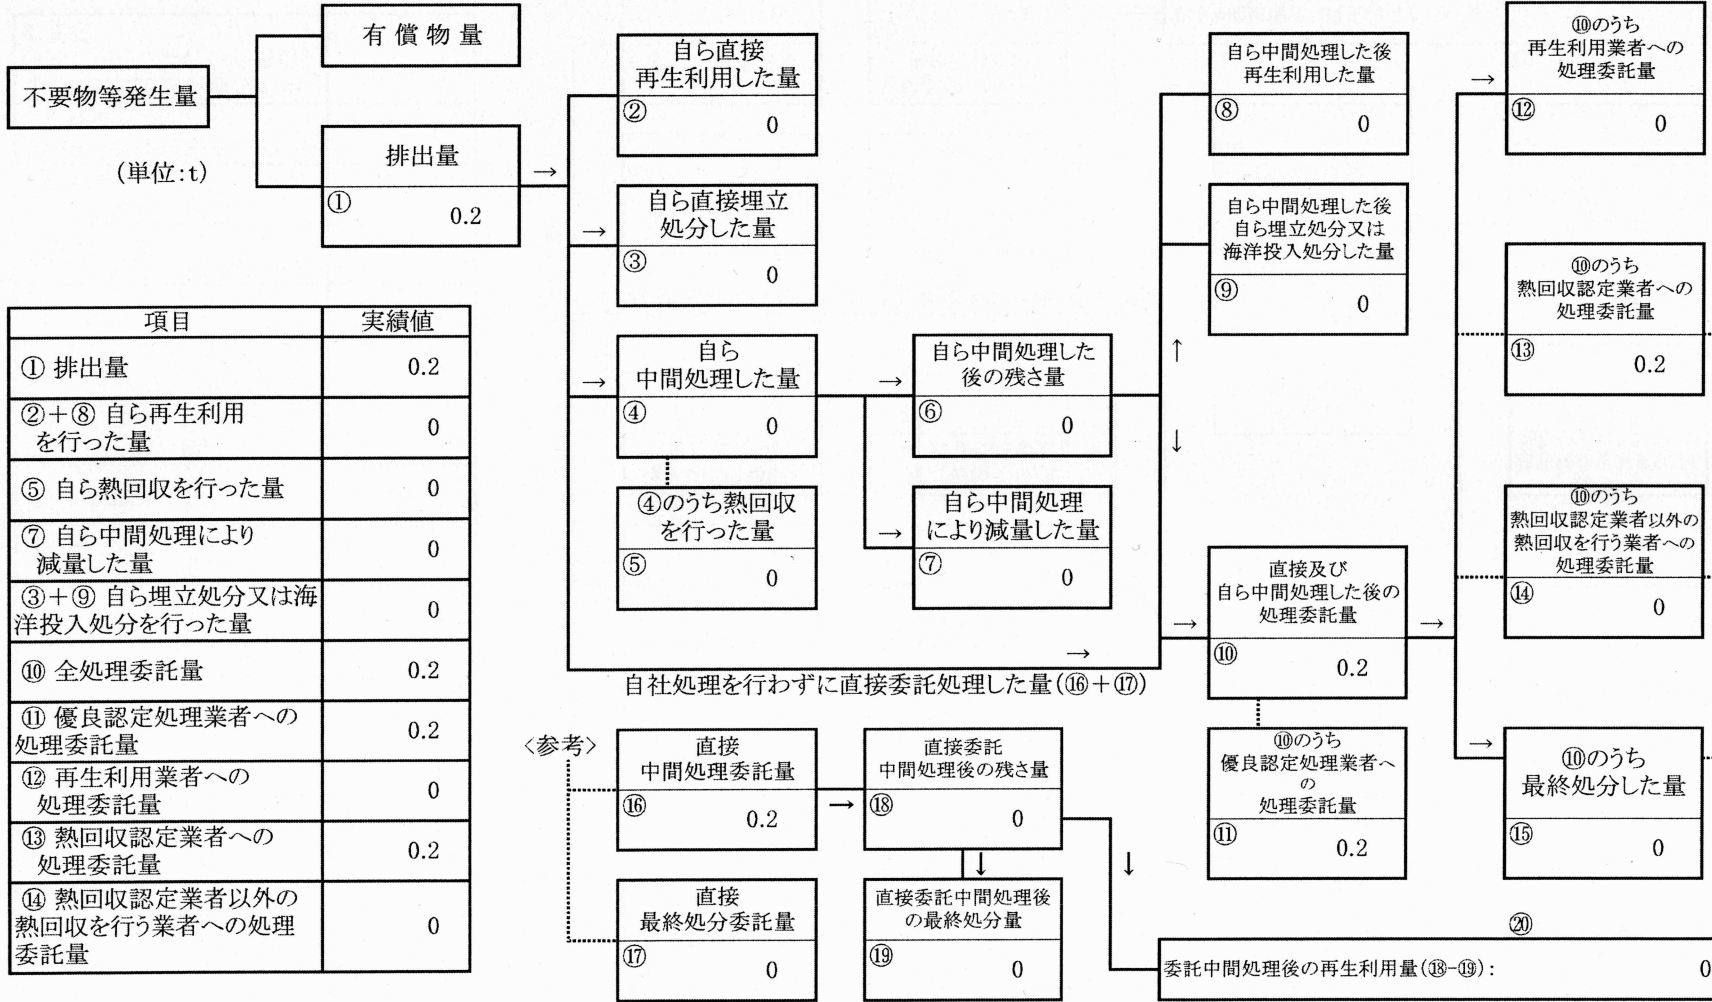 有償物量
不要物等発生量
(単位:t)
排出量
①
0.2
→
自ら直接
再生利用した量
②
0
→
自ら直接埋立
処分した量
③
0
→
自ら
中間処理した量
④
0
④のうち熱回収
を行った量
⑤
0
→
自ら中間処理した
後の残さ量
⑥
0
→
自ら中間処理
により減量した量
⑦
0
↑
↓
自ら中間処理した後
再生利用した量
⑧
0
自ら中間処理した後
自ら埋立処分又は
海洋投入処分した量
⑨
0
→
自社処理を行わずに直接委託処理した量(⑯+⑰)
→
直接及び
自ら中間処理した後の
処理委託量
⑩
0.2
→
⑩のうち
優良認定処理業者へ
の
処理委託量
⑪
0.2
→
⑩のうち
再生利用業者への
処理委託量
⑫
0
⑩のうち
熱回収認定業者への
処理委託量
⑬
0.2
⑩のうち
熱回収認定業者以外の
熱回収を行う業者への
処理委託量
⑭
0
→
⑩のうち
最終処分した量
⑮
0
項目 実績値
① 排出量 0.2
②+⑧ 自ら再生利用
を行った量 0
⑤ 自ら熱回収を行った量 0
⑦ 自ら中間処理により
減量した量 0
③+⑨ 自ら埋立処分又は海
洋投入処分を行った量 0
⑩ 全処理委託量 0.2
⑪ 優良認定処理業者への
処理委託量 0.2
⑫ 再生利用業者への
処理委託量 0
⑬ 熱回収認定業者への
処理委託量 0.2
⑭ 熱回収認定業者以外の
熱回収を行う業者への処理
委託量 0
<参考>
直接
中間処理委託量
⑯
0.2
→
直接委託
中間処理後の残さ量
⑱
0
↓
↓
直接
最終処分委託量
⑰
0
直接委託中間処理後
の最終処分量
⑲
0
⑳
委託中間処理後の再生利用量(⑱-⑲): 0